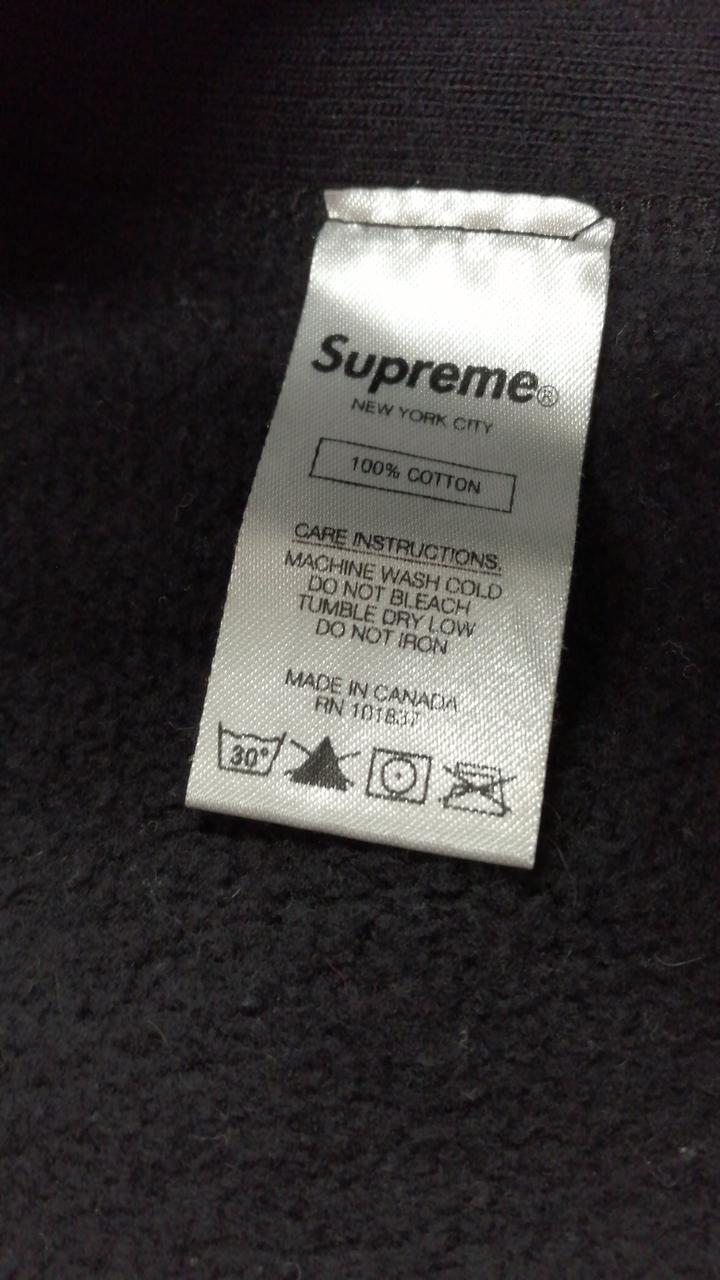 Supreme®
NEW YORK CITY
100% COTTON
CARE INSTRUCTIONS.
MACHINE WASH COLD
DO NOT BLEACH
TUMBLE DRY LOW
DO NOT IRON
MADE IN CANADA
RN 101837
30°